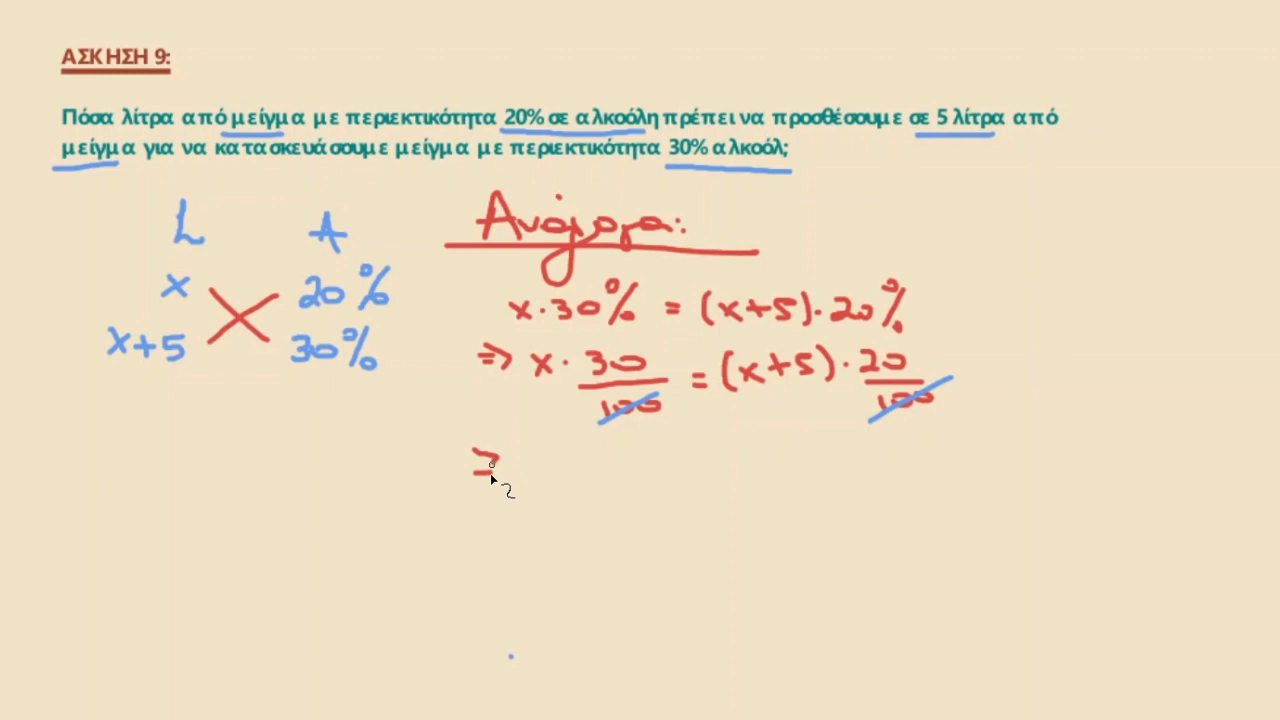 ΑΣΚΗΣΗ 9:
Πόσα λίτρα από μείγμα με περιεκτικότητα 20% σε αλκοόλη πρέπει να προσθέσουμε σε 5 λίτρα από
μείγμα για να κατασκευάσουμε μείγμα με περιεκτικότητα 30% αλκοόλ;
L A
Ανάλογα:
x 20%
x+5 30%
x · 30% = (x+5) · 20%
⇒ x · 30/100 = (x+5) · 20/100
⇒